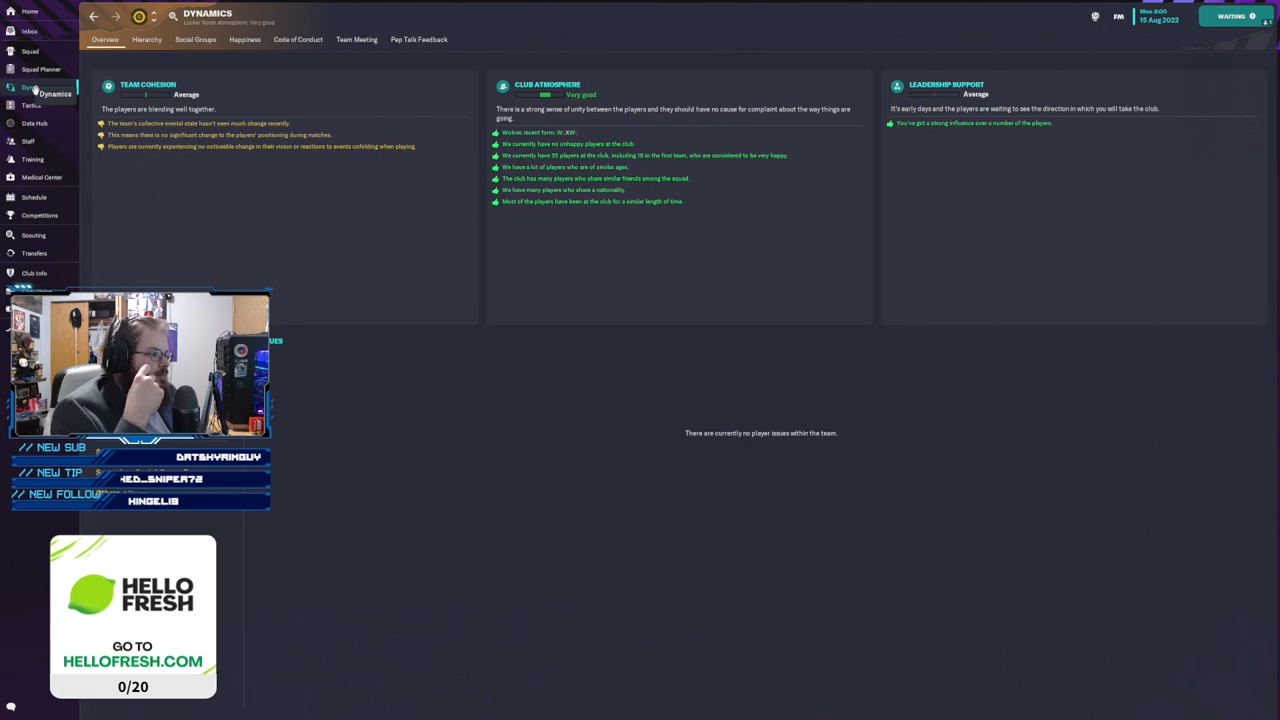 Home
DYNAMICS
Locker Room Atmosphere: Very good
FM
Mon 8:00
15 Aug 2022
WAITING
Inbox
Overview
Hierarchy
Social Groups
Happiness
Code of Conduct
Team Meeting
Pep Talk Feedback
Squad
Squad Planner
Dynamics
Tactics
Data Hub
Staff
Training
Medical Center
Schedule
Competitions
Scouting
Transfers
Club Info
TEAM COHESION
Average
The players are blending well together.
The team's collective mental state hasn't seen much change recently.
This means there is no significant change to the players' positioning during matches.
Players are currently experiencing no noticeable change in their vision or reactions to events unfolding when playing.
CLUB ATMOSPHERE
Very good
There is a strong sense of unity between the players and they should have no cause for complaint about the way things are
going.
Wolves recent form:
We currently have no unhappy players at the club.
We currently have 35 players at the club, including 16 in the first team, who are considered to be very happy.
We have a lot of players who are of similar ages.
The club has many players who share similar friends among the squad.
We have many players who share a nationality.
Most of the players have been at the club for a similar length of time.
LEADERSHIP SUPPORT
Average
It's early days and the players are waiting to see the direction in which you will take the club.
You've got a strong influence over a number of the players.
UES
There are currently no player issues within the team.
// NEW SUB
DATSKYRIMGUY
// NEW TIP
KED_SNIPER72
// NEW FOLLOW
HINGEL19
HELLO
FRESH
GO TO
HELLOFRESH.COM
0/20